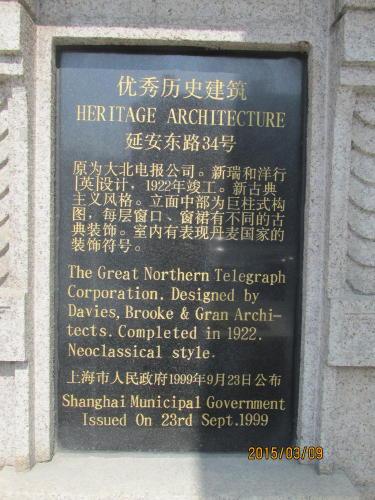 优秀历史建筑
HERITAGE ARCHITECTURE
延安东路34号
原为大北电报公司。新瑞和洋行
[英]设计，1922年竣工。新古典
主义风格。立面中部为巨柱式构
图，每层窗口、窗裙有不同的古
典装饰。室内有表现丹麦国家的
装饰符号。
The Great Northern Telegraph
Corporation. Designed by
Davies, Brooke & Gran Archi-
tects. Completed in 1922.
Neoclassical style.
上海市人民政府1999年9月23日公布
Shanghai Municipal Government
Issued On 23rd Sept.1999
2015/03/09